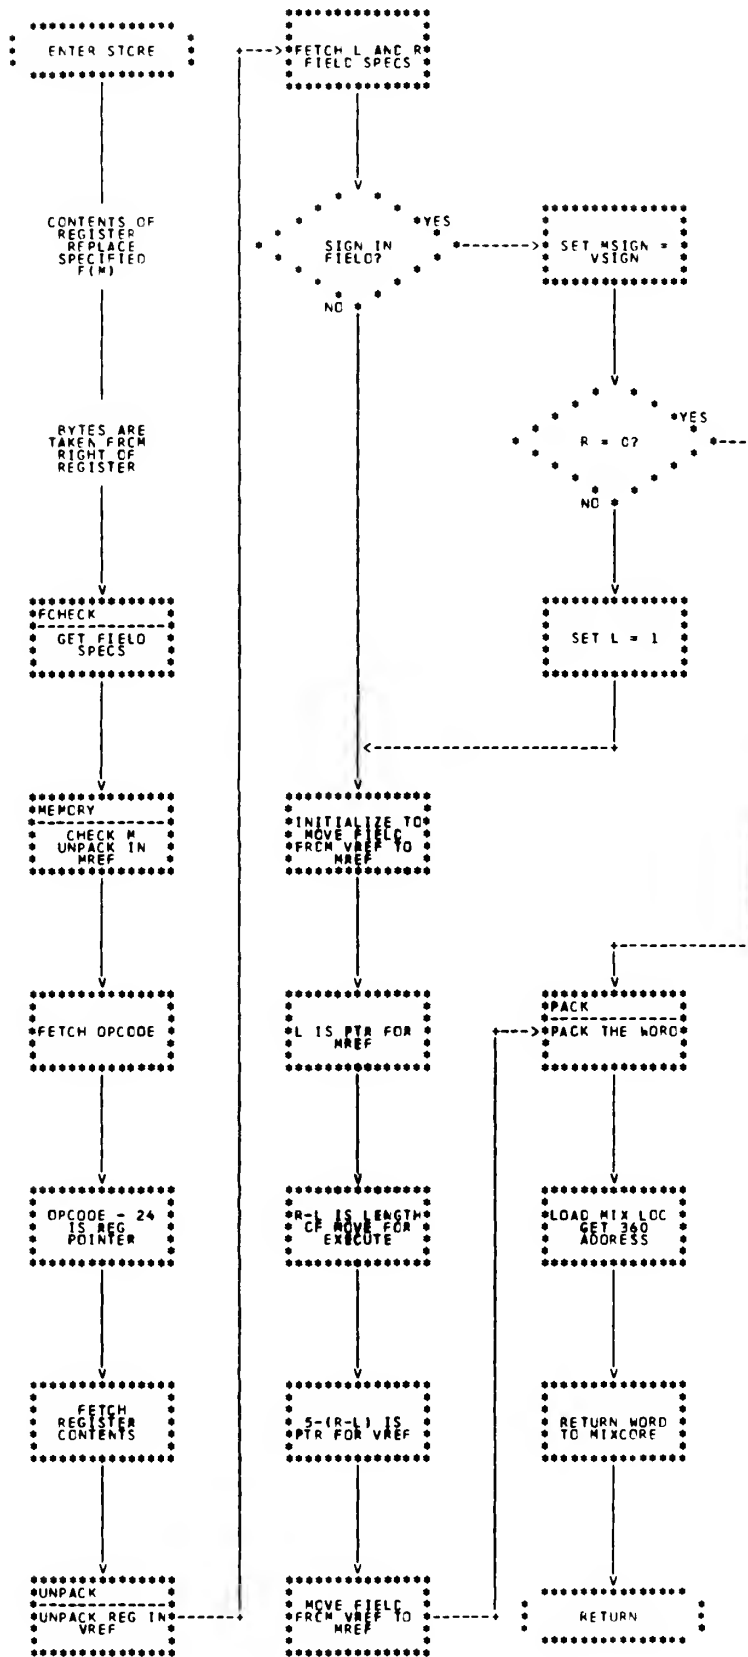 ENTER STORE
CONTENTS OF
REGISTER
REPLACE
SPECIFIED
F(M)
BYTES ARE
TAKEN FROM
RIGHT OF
REGISTER
FCHECK
GET FIELD
SPECS
MEMORY
CHECK M
UNPACK IN
MREF
FETCH OPCODE
OPCODE - 24
IS REG
POINTER
FETCH
REGISTER
CONTENTS
UNPACK
UNPACK REG IN
VREF
FETCH L AND R
FIELD SPECS
SIGN IN
FIELD?
YES
NO
INITIALIZE TO
MOVE FIELD
FROM VREF TO
MREF
L IS PTR FOR
MREF
R-L IS LENGTH
OF MOVE FOR
EXECUTE
5-(R-L) IS
PTR FOR VREF
MOVE FIELD
FROM VREF TO
MREF
SET MSIGN =
VSIGN
R = 0?
YES
NO
SET L = 1
PACK
PACK THE WORD
LOAD MIX LOC
GET 360
ADDRESS
RETURN WORD
TO MIXCORE
RETURN